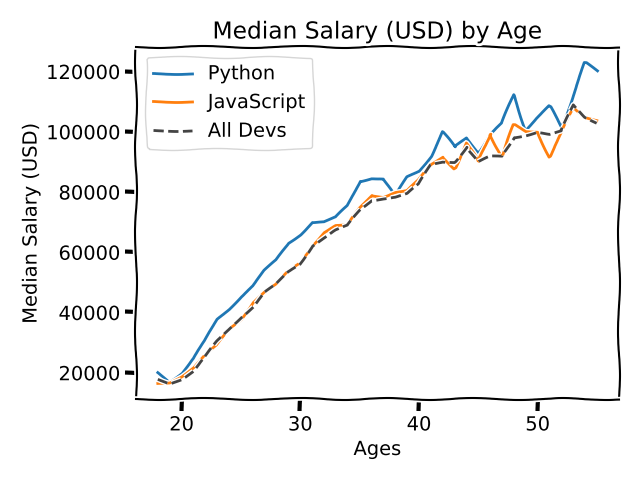 Median Salary (USD) by Age
Python
JavaScript
All Devs
Median Salary (USD)
120000
100000
80000
60000
40000
20000
20
30
40
50
Ages